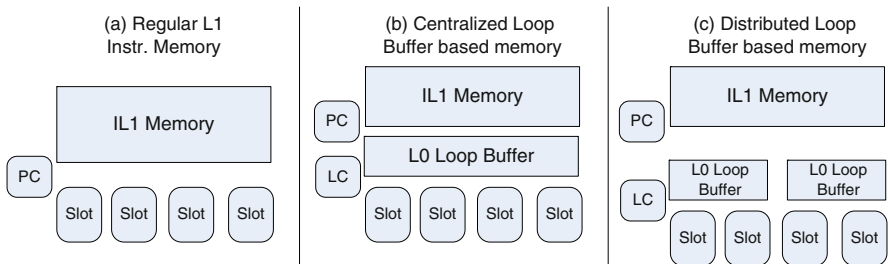 (a) Regular L1
Instr. Memory
IL1 Memory
PC
Slot
Slot
Slot
Slot
(b) Centralized Loop
Buffer based memory
IL1 Memory
PC
L0 Loop Buffer
LC
Slot
Slot
Slot
Slot
(c) Distributed Loop
Buffer based memory
IL1 Memory
PC
L0 Loop
Buffer
L0 Loop
Buffer
LC
Slot
Slot
Slot
Slot